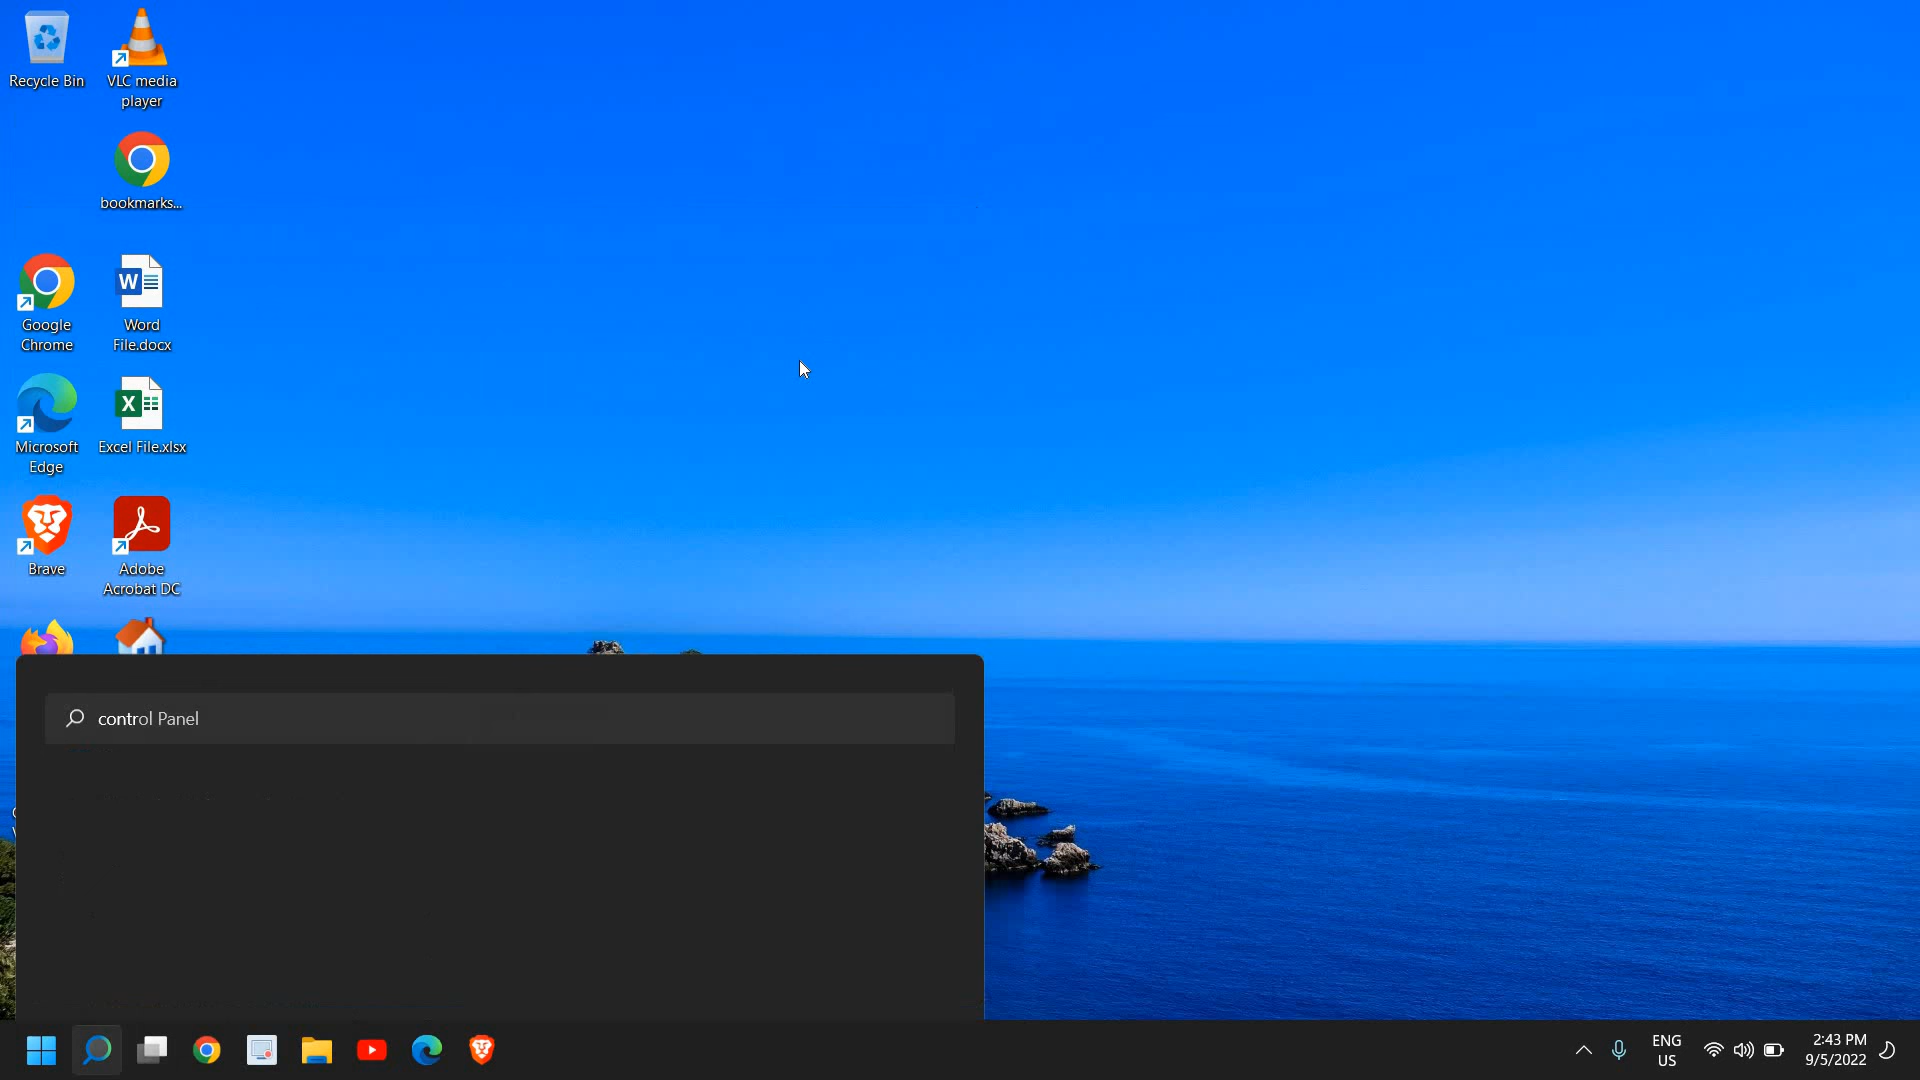 Recycle Bin
VLC media
player
bookmarks...
Google
Chrome
Word
File.docx
Microsoft
Edge
Excel File.xlsx
Brave
Adobe
Acrobat DC
control Panel
ENG
US
2:43 PM
9/5/2022